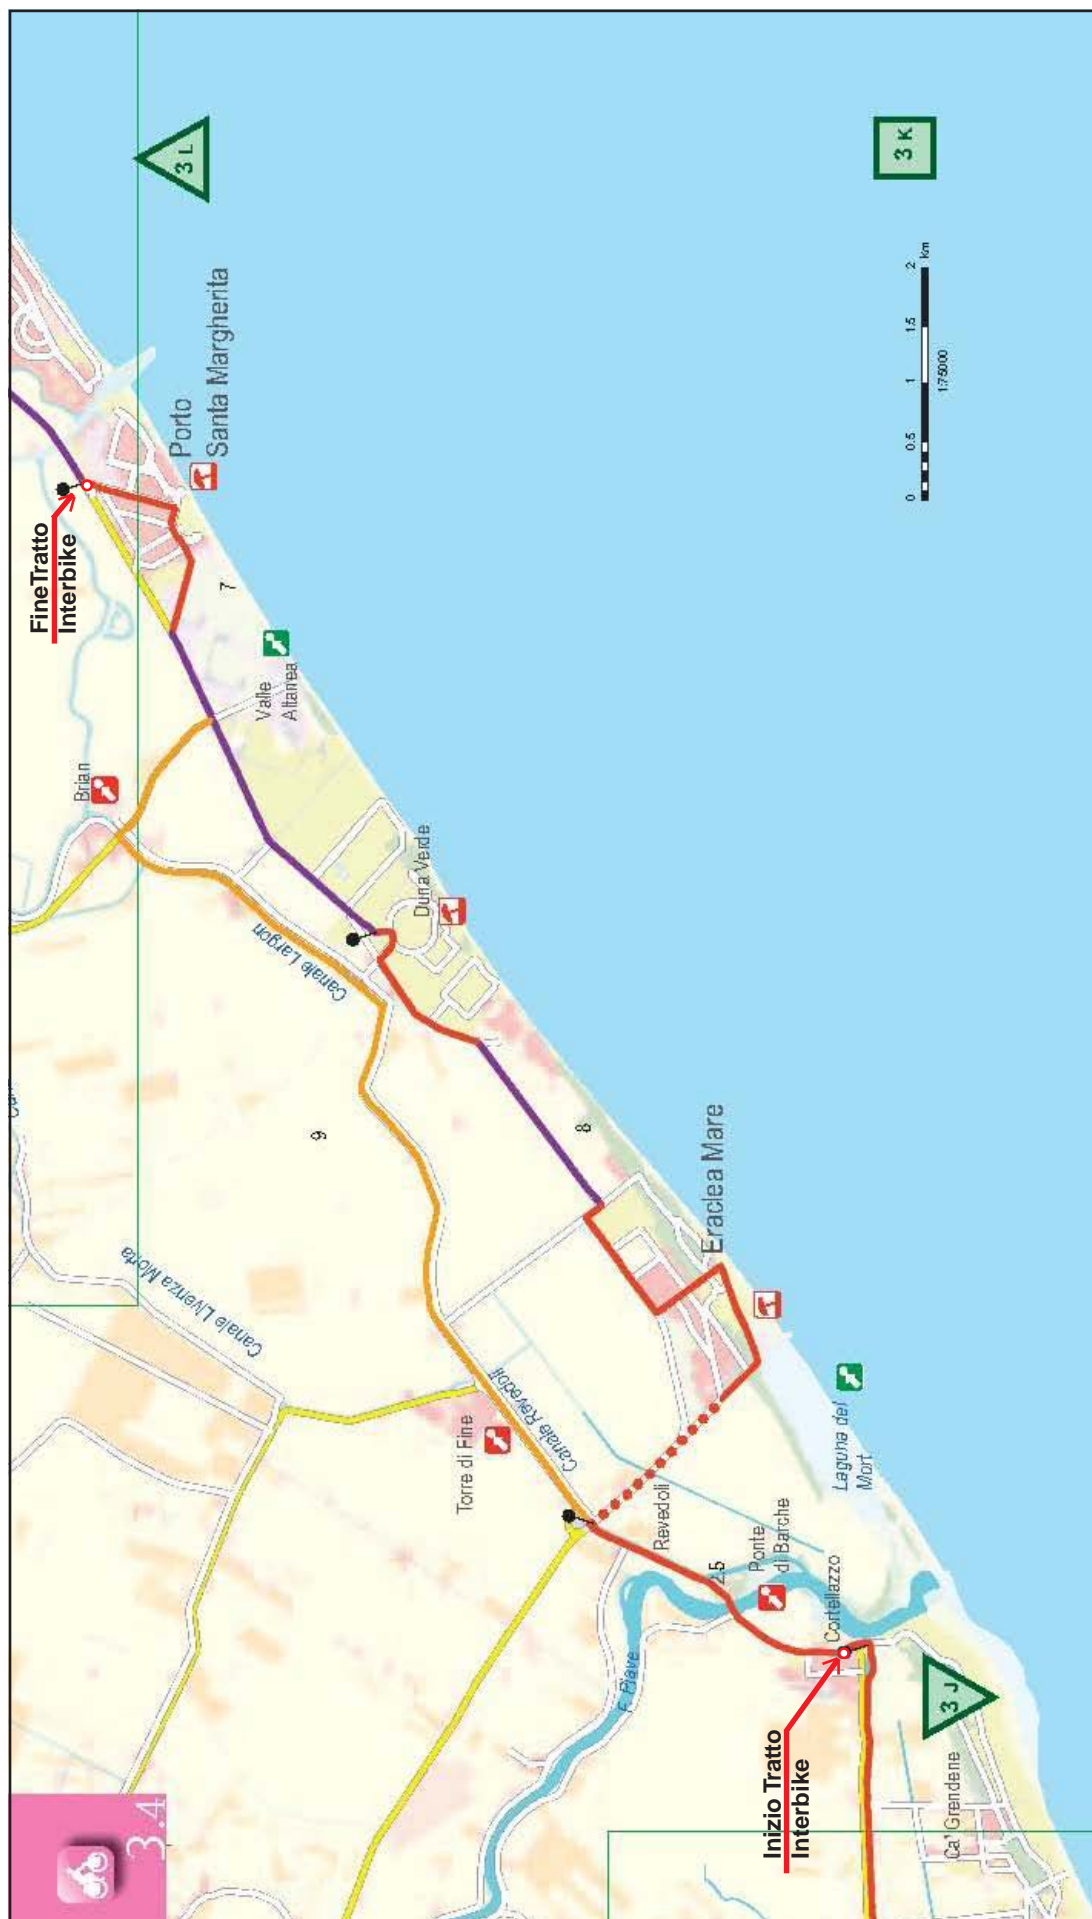 3.4
FineTratto
Interbike
3 L
Porto
Santa Margherita
7
Brian
Valle
Altanea
Canale Largon
Duna Verde
9
8
Canale Livenza Morta
Eraclea Mare
Torre di Fine
Canale Revedoli
Revedoli
Laguna del
Mort
2.5
Ponte
di Barche
Cortellazzo
F. Piave
Inizio Tratto
Interbike
3 J
Ca' Grendene
3 K
0 0.5 1 1.5 2 km
1:75000